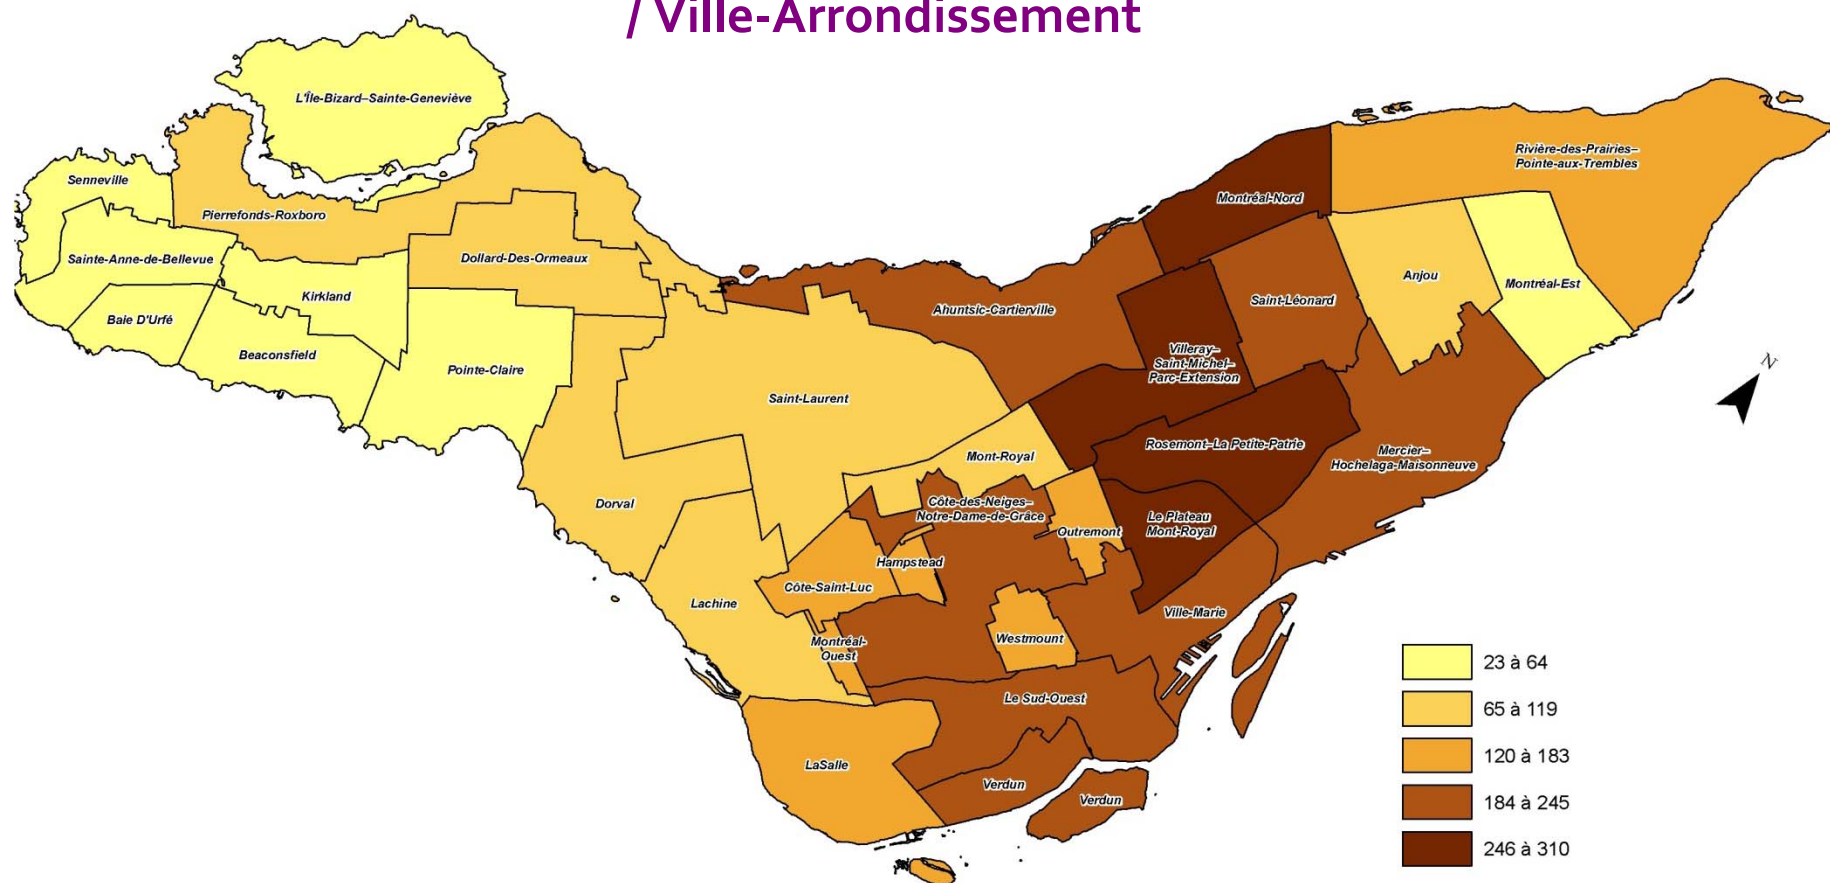 / Ville-Arrondissement
L'Île-Bizard–Sainte-Geneviève
Senneville
Pierrefonds-Roxboro
Sainte-Anne-de-Bellevue
Dollard-Des-Ormeaux
Kirkland
Baie D'Urfé
Beaconsfield
Pointe-Claire
Saint-Laurent
Dorval
Lachine
Ahuntsic-Cartierville
Montréal-Nord
Rivière-des-Prairies–
Pointe-aux-Trembles
Anjou
Montréal-Est
Saint-Léonard
Villeray–
Saint-Michel–
Parc-Extension
Rosemont–La Petite-Patrie
Mercier–
Hochelaga-Maisonneuve
Mont-Royal
Côte-des-Neiges–
Notre-Dame-de-Grâce
Outremont
Le Plateau
Mont-Royal
Hampstead
Côte-Saint-Luc
Montréal-
Ouest
Westmount
Ville-Marie
Le Sud-Ouest
LaSalle
Verdun
Verdun
N
23 à 64
65 à 119
120 à 183
184 à 245
246 à 310